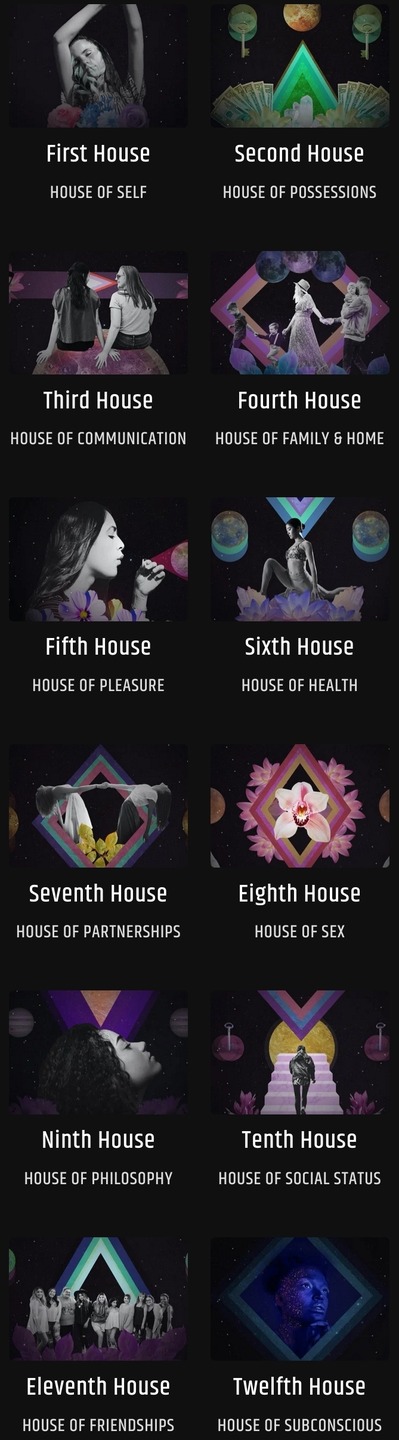 First House
HOUSE OF SELF
Second House
HOUSE OF POSSESSIONS
Third House
HOUSE OF COMMUNICATION
Fourth House
HOUSE OF FAMILY & HOME
Fifth House
HOUSE OF PLEASURE
Sixth House
HOUSE OF HEALTH
Seventh House
HOUSE OF PARTNERSHIPS
Eighth House
HOUSE OF SEX
Ninth House
HOUSE OF PHILOSOPHY
Tenth House
HOUSE OF SOCIAL STATUS
Eleventh House
HOUSE OF FRIENDSHIPS
Twelfth House
HOUSE OF SUBCONSCIOUS